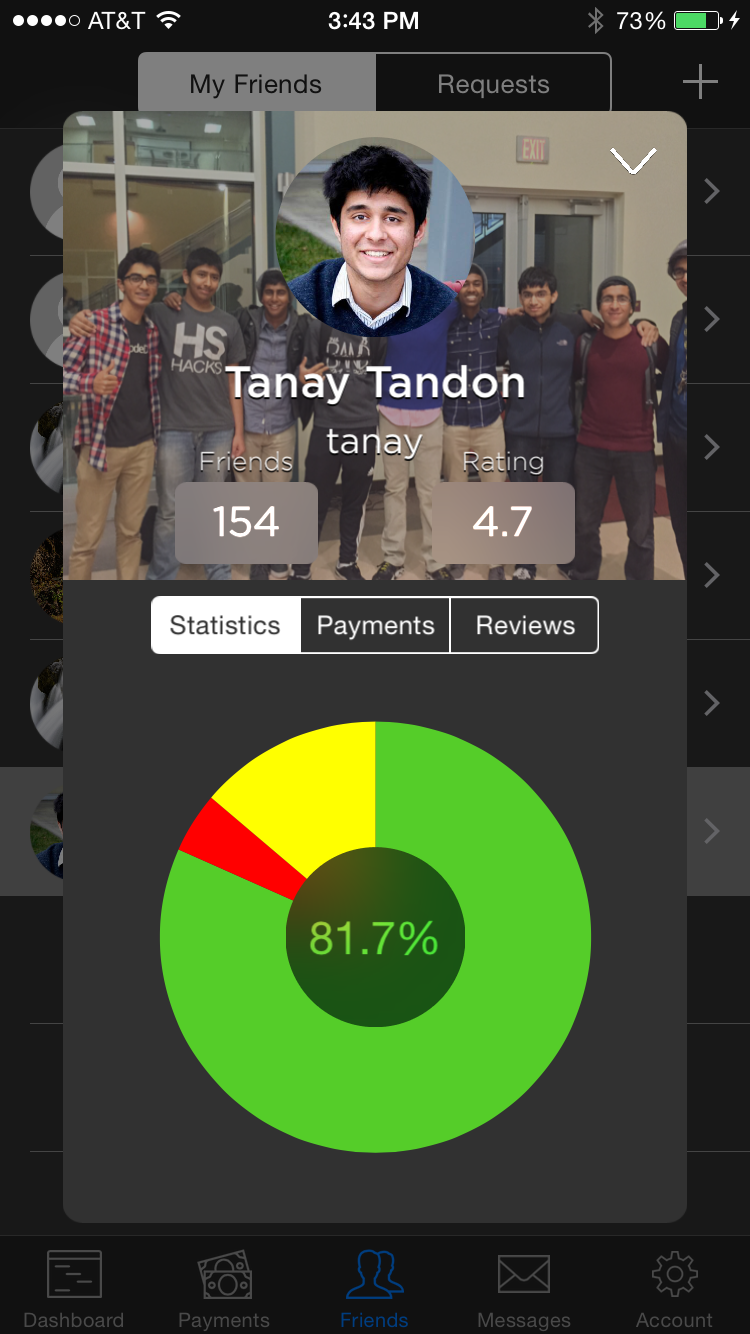 AT&T 3:43 PM 73%
My Friends Requests
EXIT
HS
HACKS
Tanay Tandon
tanay
Friends Rating
154 4.7
Statistics Payments Reviews
81.7%
Dashboard Payments Friends Messages Account